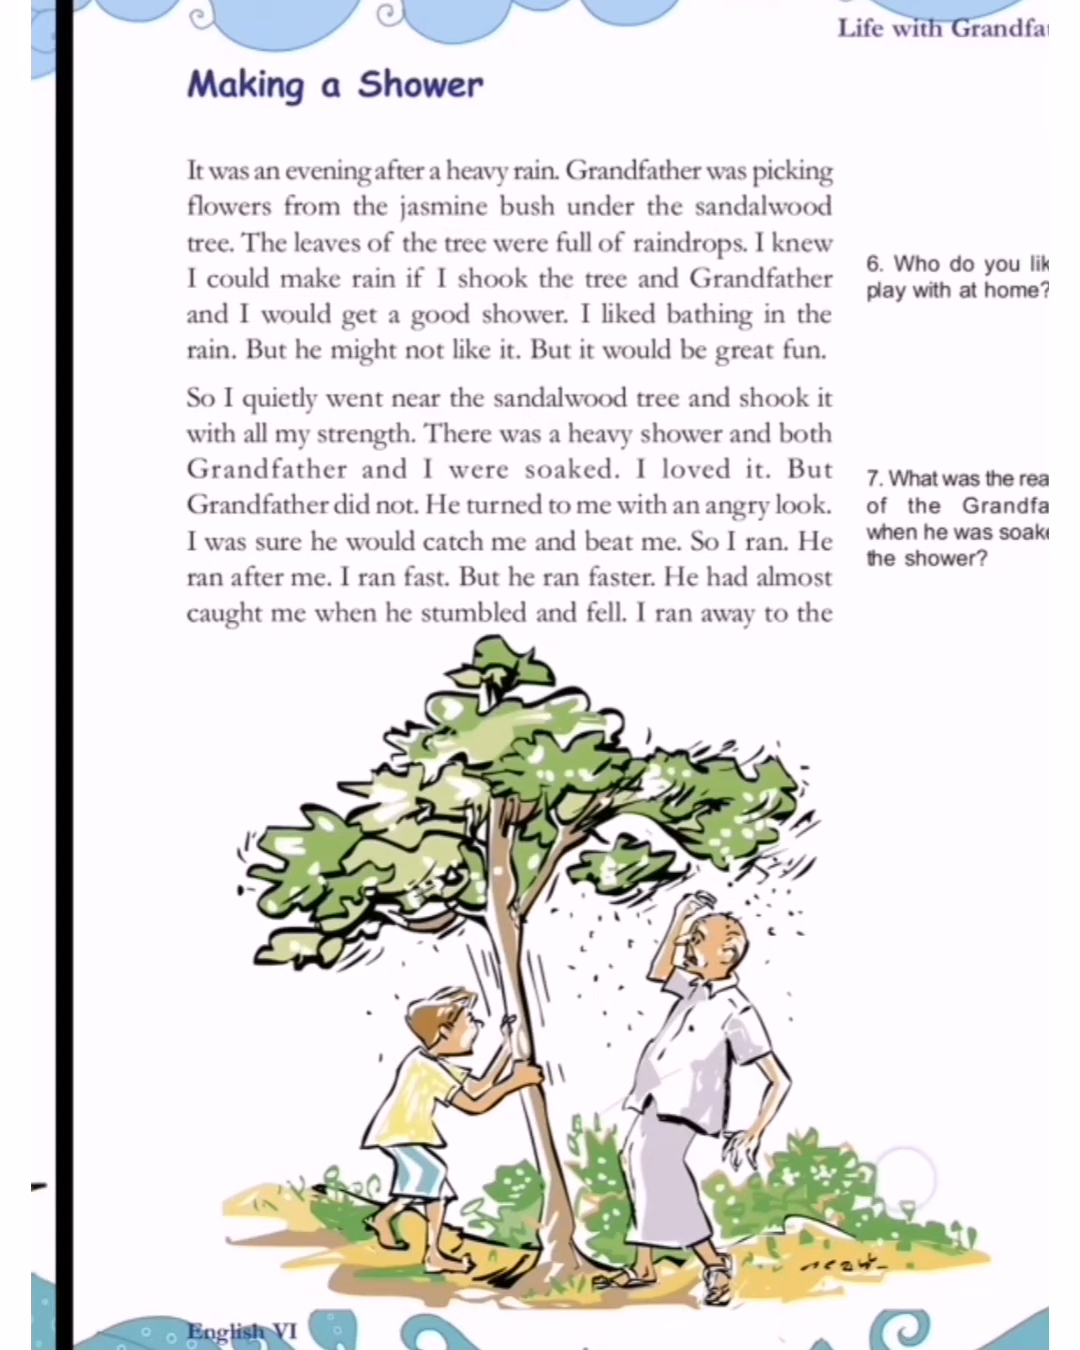 Life with Grandfa
Making a Shower
It was an evening after a heavy rain. Grandfather was picking
flowers from the jasmine bush under the sandalwood
tree. The leaves of the tree were full of raindrops. I knew
I could make rain if I shook the tree and Grandfather
and I would get a good shower. I liked bathing in the
rain. But he might not like it. But it would be great fun.
6. Who do you lik
play with at home?
So I quietly went near the sandalwood tree and shook it
with all my strength. There was a heavy shower and both
Grandfather and I were soaked. I loved it. But
Grandfather did not. He turned to me with an angry look.
I was sure he would catch me and beat me. So I ran. He
ran after me. I ran fast. But he ran faster. He had almost
caught me when he stumbled and fell. I ran away to the
7. What was the rea
of the Grandfa
when he was soake
the shower?
English VI